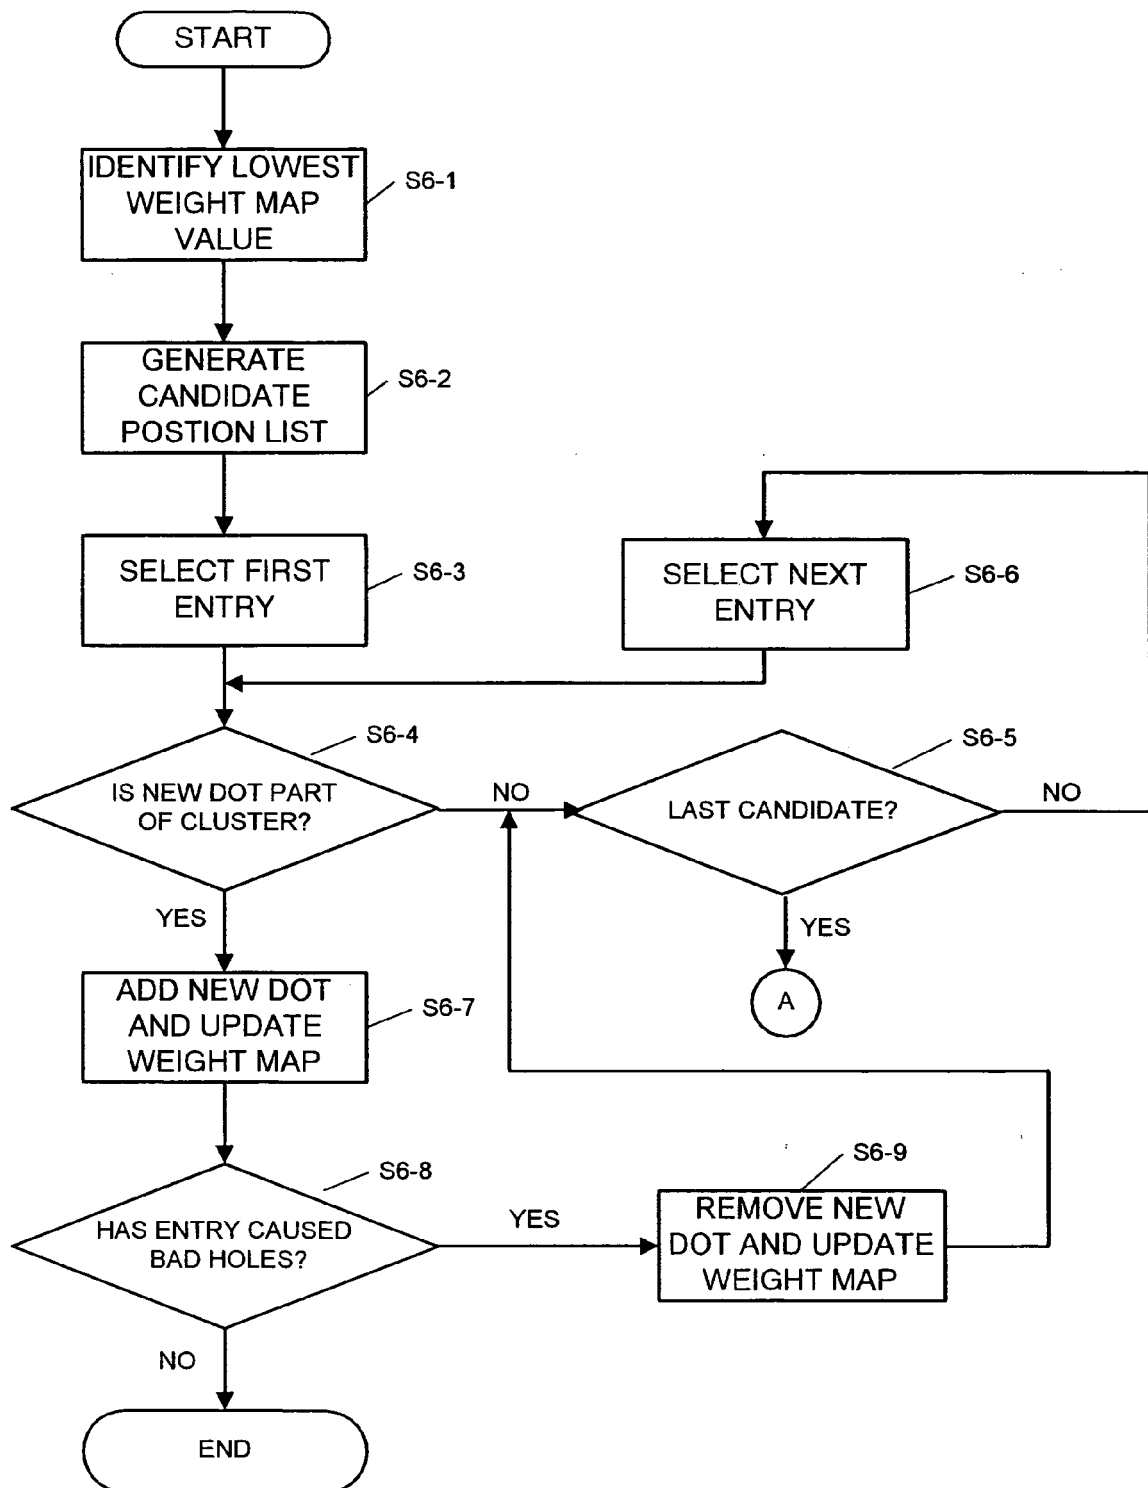 START
IDENTIFY LOWEST
WEIGHT MAP
VALUE
S6-1
GENERATE
CANDIDATE
POSTION LIST
S6-2
SELECT FIRST
ENTRY
S6-3
SELECT NEXT
ENTRY
S6-6
S6-4
IS NEW DOT PART
OF CLUSTER?
NO
S6-5
LAST CANDIDATE?
NO
YES
YES
A
ADD NEW DOT
AND UPDATE
WEIGHT MAP
S6-7
S6-8
HAS ENTRY CAUSED
BAD HOLES?
YES
S6-9
REMOVE NEW
DOT AND UPDATE
WEIGHT MAP
NO
END